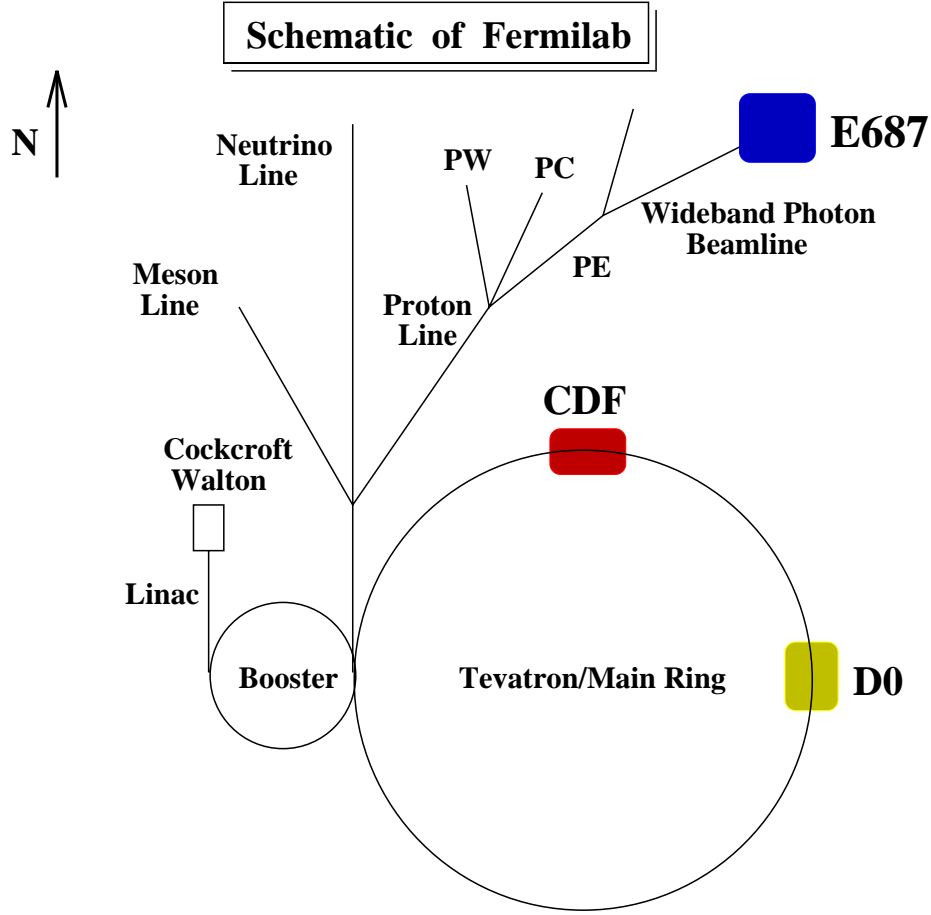 Schematic of Fermilab
N
Neutrino
Line
PW
PC
E687
Wideband Photon
Beamline
PE
Meson
Line
Proton
Line
CDF
Cockcroft
Walton
Linac
Booster
Tevatron/Main Ring
D0